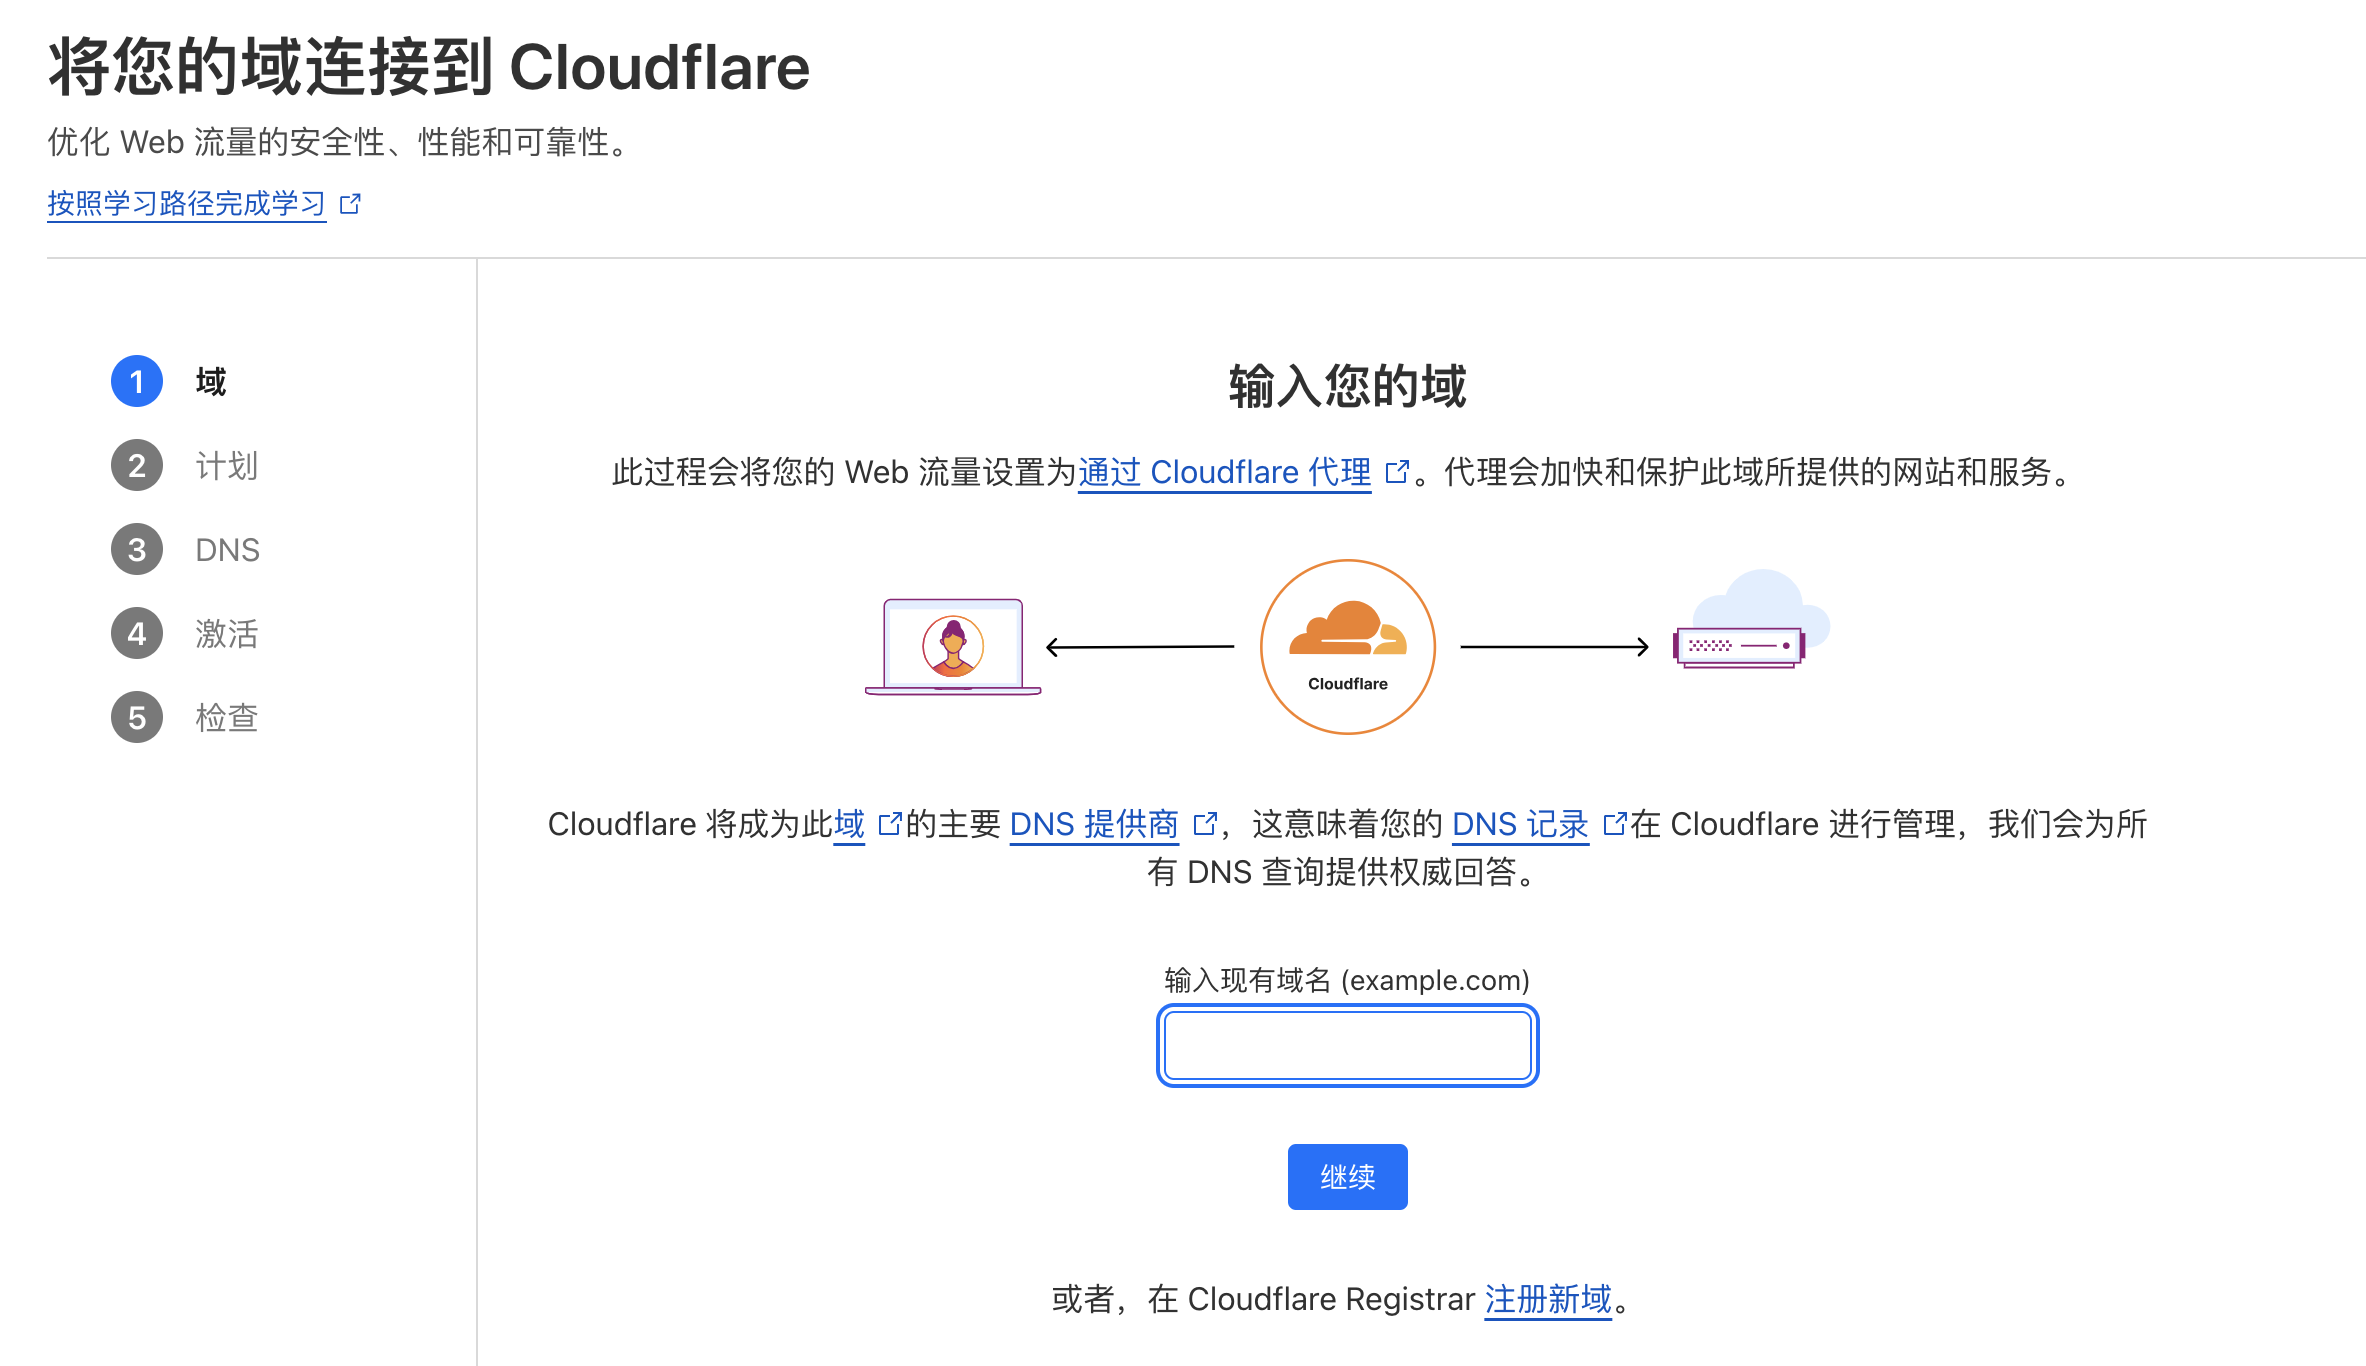 将您的域连接到 Cloudflare
优化 Web 流量的安全性、性能和可靠性。
按照学习路径完成学习
1 域
2 计划
3 DNS
4 激活
5 检查
输入您的域
此过程会将您的 Web 流量设置为通过 Cloudflare 代理。代理会加快和保护此域所提供的网站和服务。
Cloudflare
Cloudflare 将成为此域的主要 DNS 提供商，这意味着您的 DNS 记录在 Cloudflare 进行管理，我们会为所
有 DNS 查询提供权威回答。
输入现有域名 (example.com)
继续
或者，在 Cloudflare Registrar 注册新域。